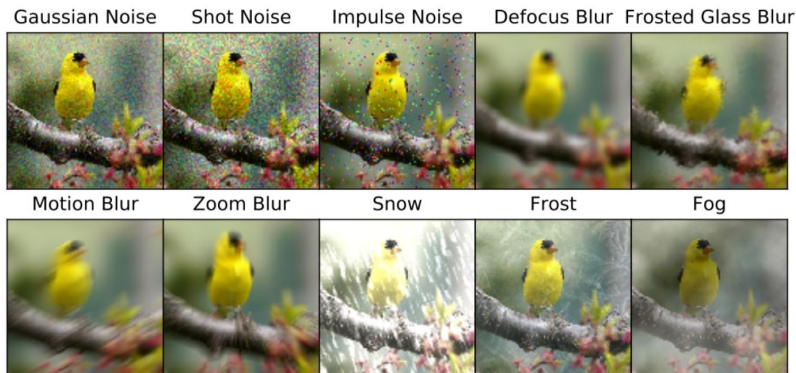 Gaussian Noise Shot Noise Impulse Noise Defocus Blur Frosted Glass Blur
Motion Blur Zoom Blur Snow Frost Fog